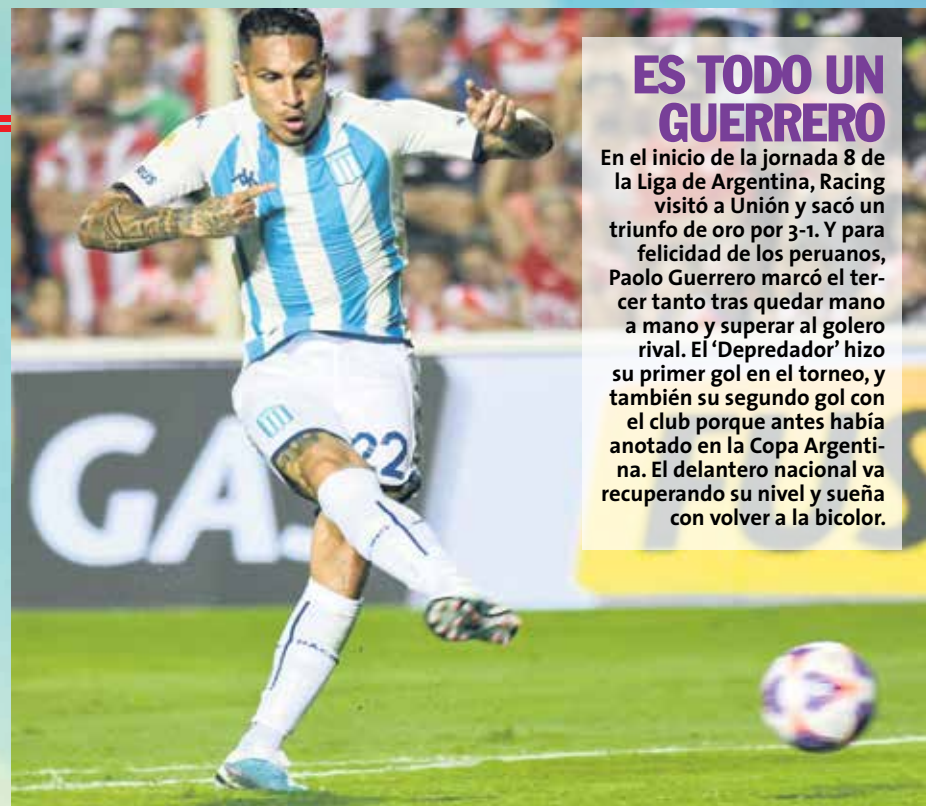 ES TODO UN
GUERRERO
En el inicio de la jornada 8 de
la Liga de Argentina, Racing
visitó a Unión y sacó un
triunfo de oro por 3-1. Y para
felicidad de los peruanos,
Paolo Guerrero marcó el ter-
cer tanto tras quedar mano
a mano y superar al golero
rival. El ‘Depredador’ hizo
su primer gol en el torneo, y
también su segundo gol con
el club porque antes había
anotado en la Copa Argenti-
na. El delantero nacional va
recuperando su nivel y sueña
con volver a la bicolor.
RUS
22
GA
TOS